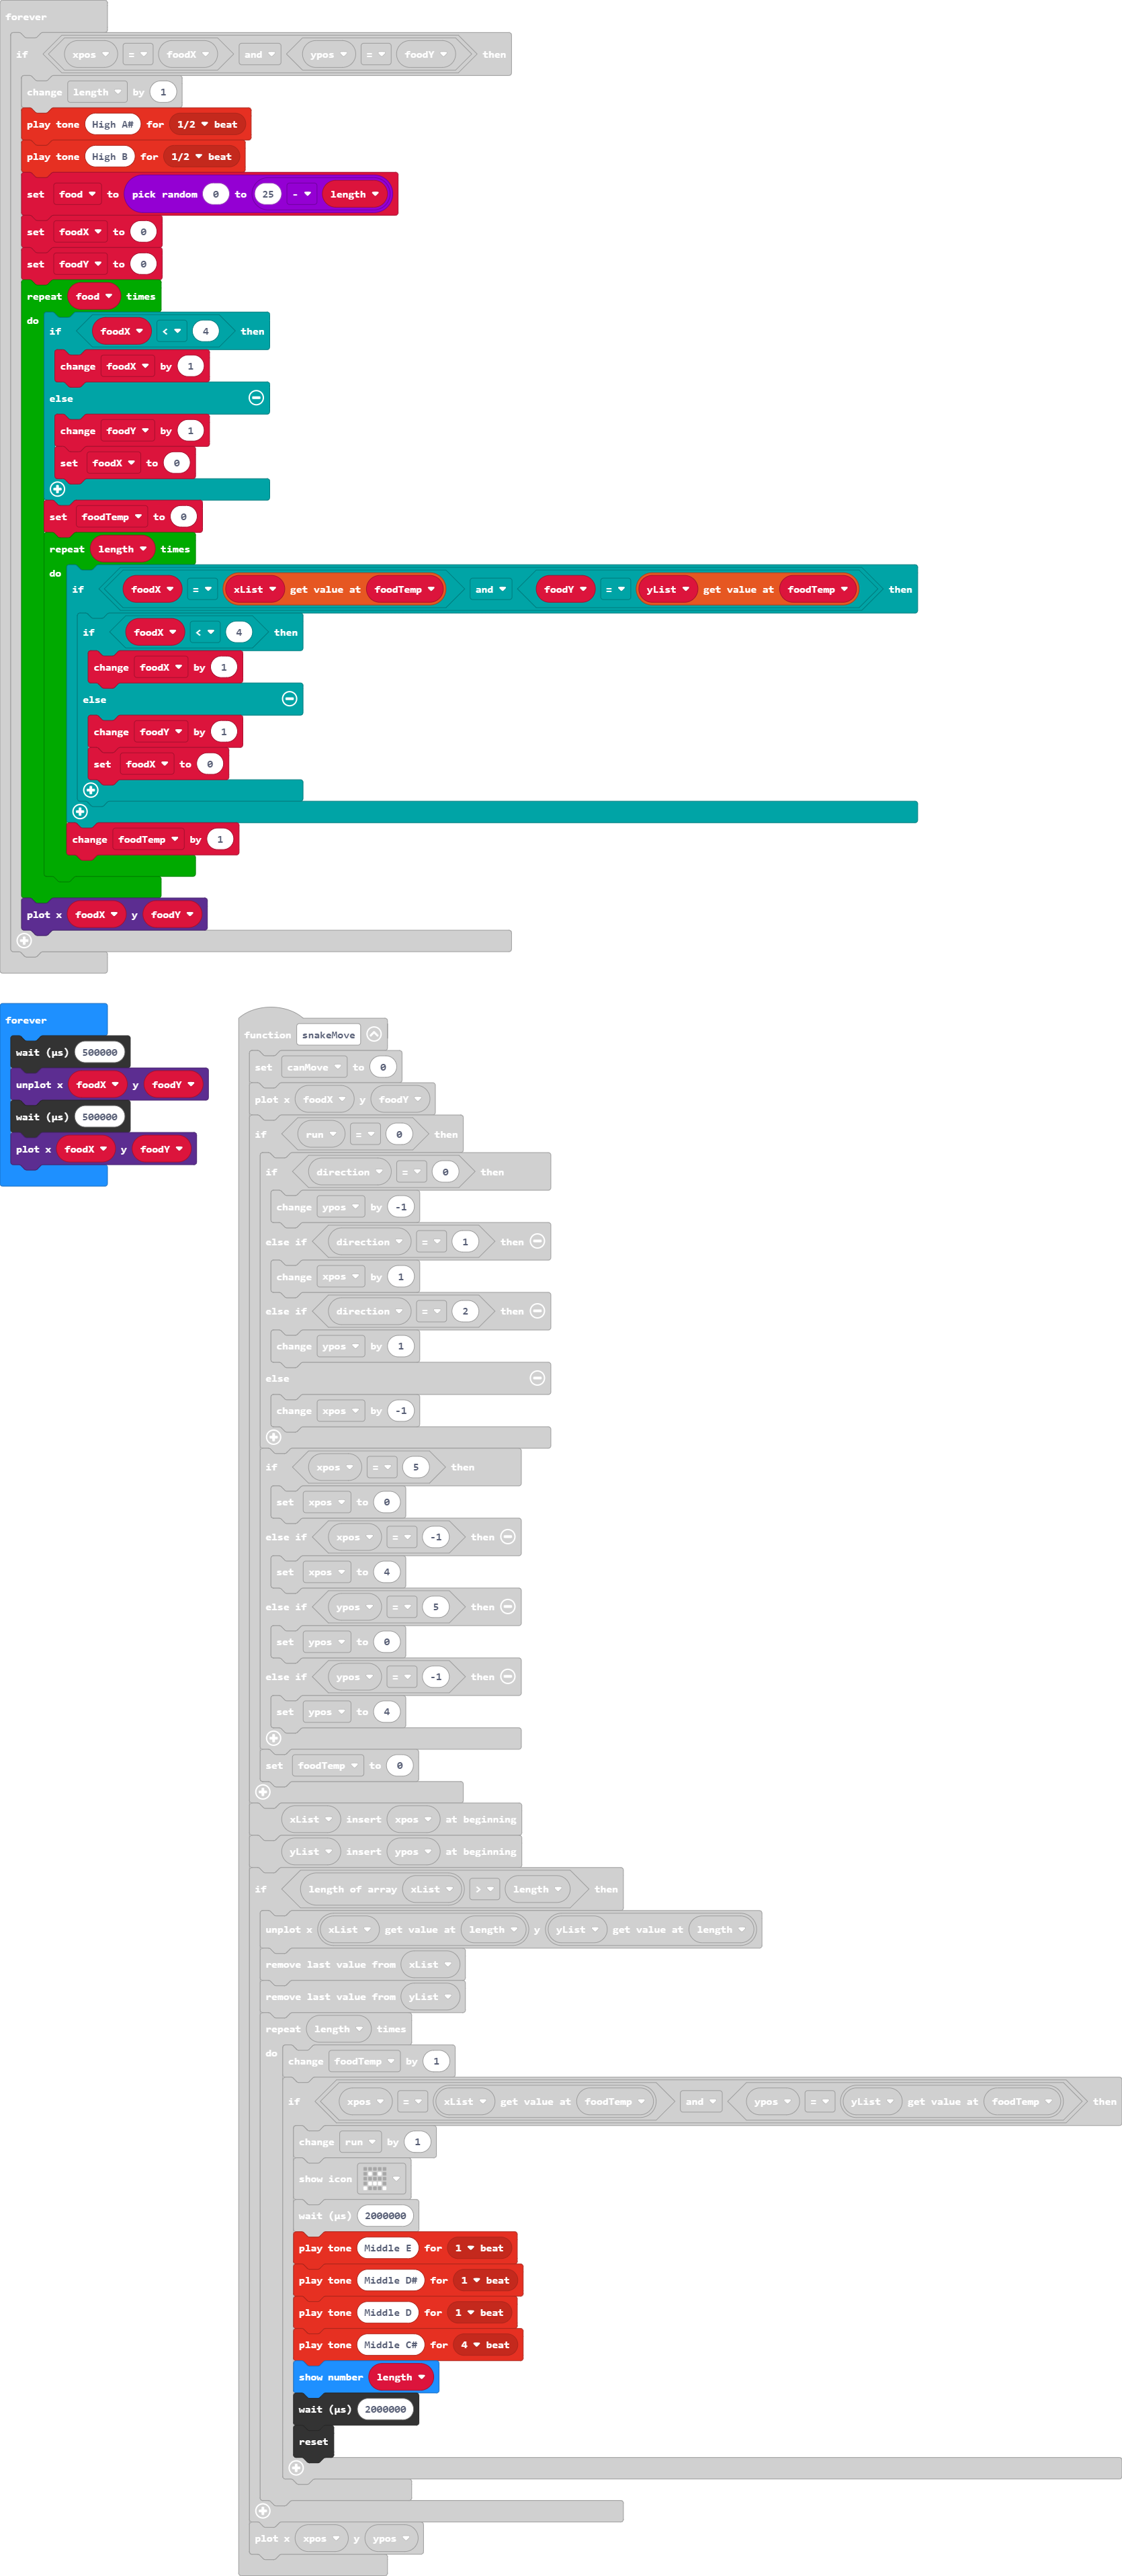 forever
if xpos = foodX and ypos = foodY then
change length by 1
play tone High A# for 1/2 beat
play tone High B for 1/2 beat
set food to pick random 0 to 25 - length
set foodX to 0
set foodY to 0
repeat food times
do
if foodX < 4 then
change foodX by 1
else
change foodY by 1
set foodX to 0
set foodTemp to 0
repeat length times
do
if foodX = xList get value at foodTemp and foodY = yList get value at foodTemp then
if foodX < 4 then
change foodX by 1
else
change foodY by 1
set foodX to 0
change foodTemp by 1
plot x foodX y foodY
forever
wait (µs) 500000
unplot x foodX y foodY
wait (µs) 500000
plot x foodX y foodY
function snakeMove
set canMove to 0
plot x foodX y foodY
if run = 0 then
if direction = 0 then
change ypos by -1
else if direction = 1 then
change xpos by 1
else if direction = 2 then
change ypos by 1
else
change xpos by -1
if xpos = 5 then
set xpos to 0
else if xpos = -1 then
set xpos to 4
else if ypos = 5 then
set ypos to 0
else if ypos = -1 then
set ypos to 4
set foodTemp to 0
xList insert xpos at beginning
yList insert ypos at beginning
if length of array xList > length then
unplot x xList get value at length y yList get value at length
remove last value from xList
remove last value from yList
repeat length times
do
change foodTemp by 1
if xpos = xList get value at foodTemp and ypos = yList get value at foodTemp then
change run by 1
show icon
wait (µs) 2000000
play tone Middle E for 1 beat
play tone Middle D# for 1 beat
play tone Middle D for 1 beat
play tone Middle C# for 4 beat
show number length
wait (µs) 2000000
reset
plot x xpos y ypos